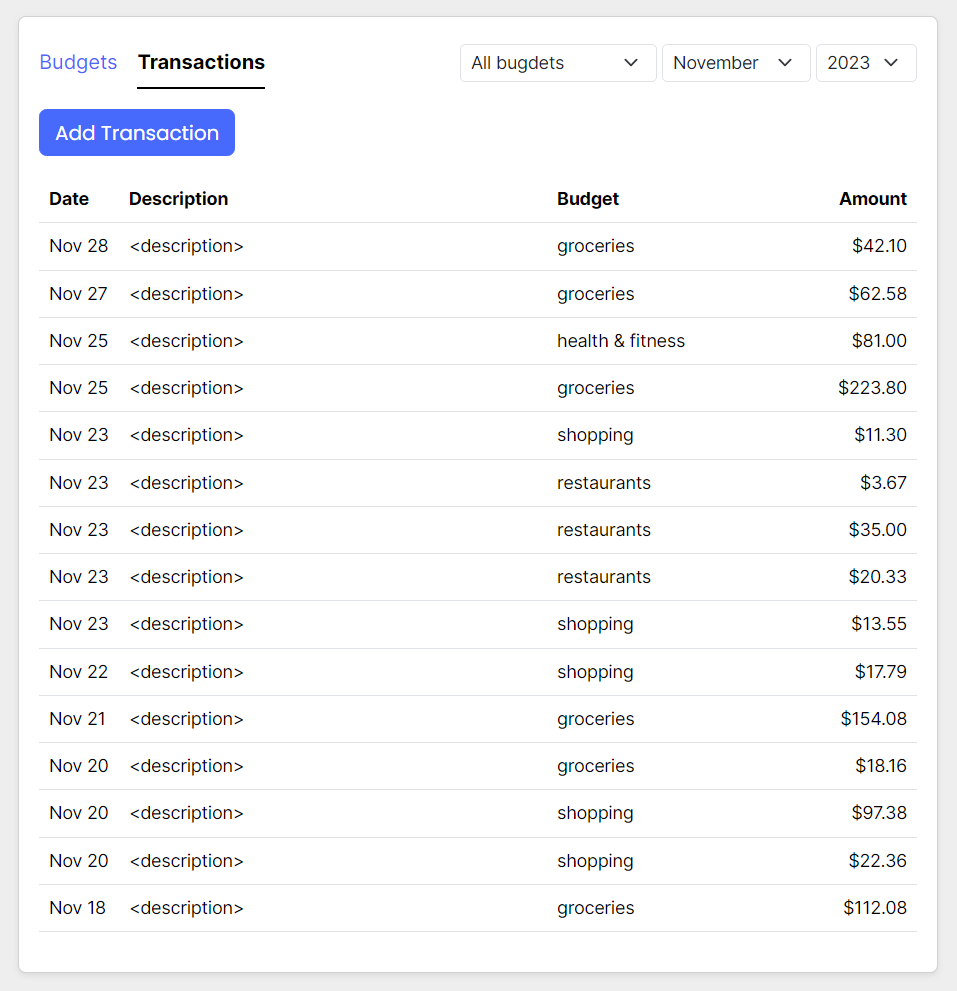 Budgets Transactions All bugdets November 2023
Add Transaction
Date Description Budget Amount
Nov 28 <description> groceries $42.10
Nov 27 <description> groceries $62.58
Nov 25 <description> health & fitness $81.00
Nov 25 <description> groceries $223.80
Nov 23 <description> shopping $11.30
Nov 23 <description> restaurants $3.67
Nov 23 <description> restaurants $35.00
Nov 23 <description> restaurants $20.33
Nov 23 <description> shopping $13.55
Nov 22 <description> shopping $17.79
Nov 21 <description> groceries $154.08
Nov 20 <description> groceries $18.16
Nov 20 <description> shopping $97.38
Nov 20 <description> shopping $22.36
Nov 18 <description> groceries $112.08